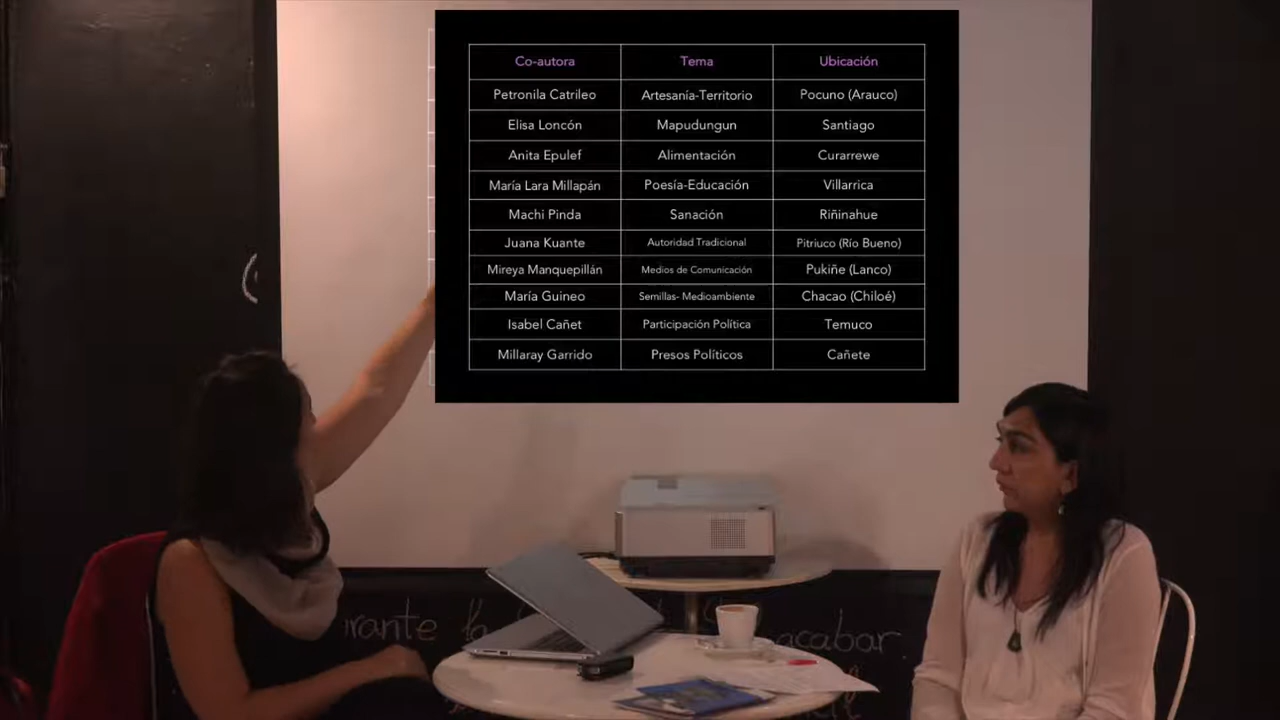 Co-autora Tema Ubicación
Petronila Catrileo Artesanía-Territorio Pocuno (Arauco)
Elisa Loncón Mapudungun Santiago
Anita Epulef Alimentación Curarrewe
María Lara Millapán Poesía-Educación Villarrica
Machi Pinda Sanación Riñinahue
Juana Kuante Autoridad Tradicional Pitriuco (Río Bueno)
Mireya Manquepillán Medios de Comunicación Pukiñe (Lanco)
María Guineo Semillas- Medioambiente Chacao (Chiloé)
Isabel Cañet Participación Política Temuco
Millaray Garrido Presos Políticos Cañete
la acabar